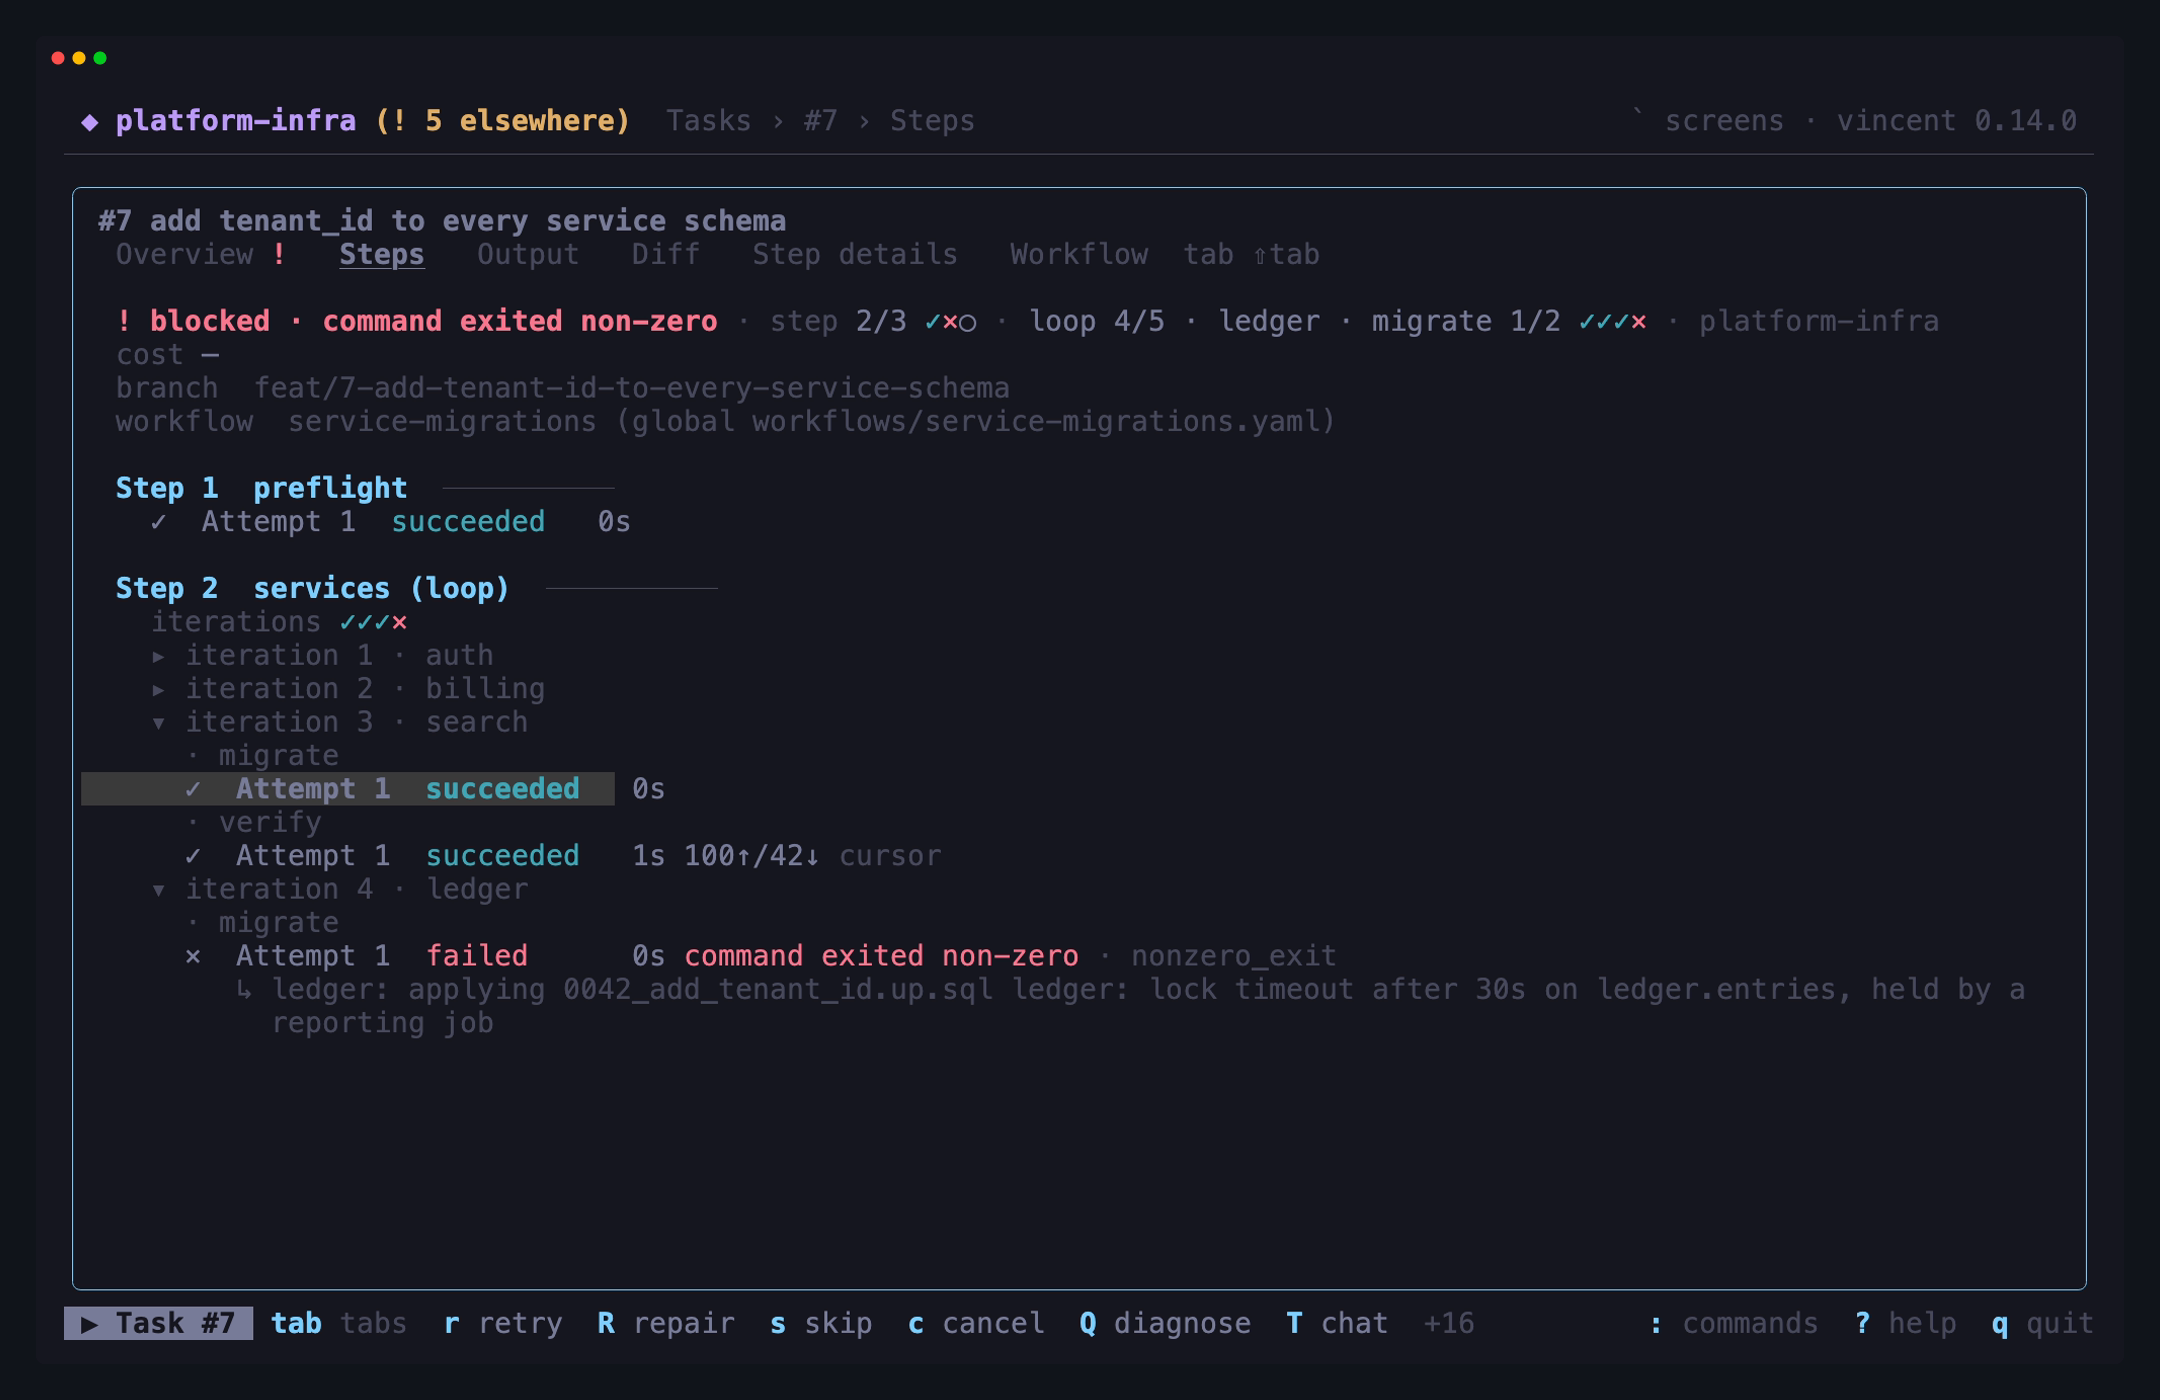 ◆ platform-infra (! 5 elsewhere)  Tasks › #7 › Steps  ` screens · vincent 0.14.0
#7 add tenant_id to every service schema
Overview !  Steps  Output  Diff  Step details  Workflow  tab ⇧tab
! blocked · command exited non-zero · step 2/3 ✓×○ · loop 4/5 · ledger · migrate 1/2 ✓✓✓× · platform-infra
cost —
branch  feat/7-add-tenant-id-to-every-service-schema
workflow  service-migrations (global workflows/service-migrations.yaml)
Step 1  preflight
✓  Attempt 1  succeeded  0s
Step 2  services (loop)
iterations ✓✓✓×
▸ iteration 1 · auth
▸ iteration 2 · billing
▾ iteration 3 · search
· migrate
✓  Attempt 1  succeeded  0s
· verify
✓  Attempt 1  succeeded  1s 100↑/42↓ cursor
▾ iteration 4 · ledger
· migrate
×  Attempt 1  failed  0s command exited non-zero · nonzero_exit
↳ ledger: applying 0042_add_tenant_id.up.sql ledger: lock timeout after 30s on ledger.entries, held by a
reporting job
▶ Task #7  tab tabs  r retry  R repair  s skip  c cancel  Q diagnose  T chat  +16  : commands  ? help  q quit